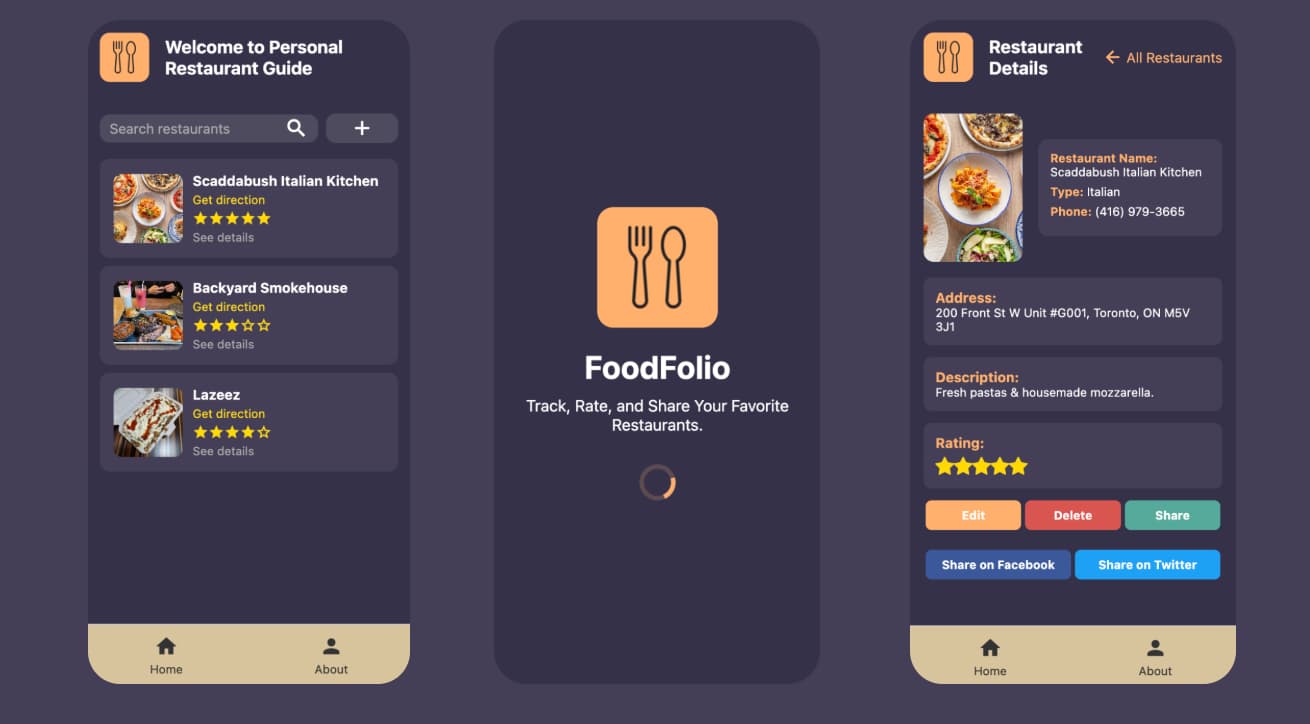 Welcome to Personal
Restaurant Guide
Search restaurants
+
Scaddabush Italian Kitchen
Get direction
See details
Backyard Smokehouse
Get direction
See details
Lazeez
Get direction
See details
Home
About
FoodFolio
Track, Rate, and Share Your Favorite
Restaurants.
Restaurant
Details
All Restaurants
Restaurant Name:
Scaddabush Italian Kitchen
Type: Italian
Phone: (416) 979-3665
Address:
200 Front St W Unit #G001, Toronto, ON M5V
3J1
Description:
Fresh pastas & housemade mozzarella.
Rating:
Edit
Delete
Share
Share on Facebook
Share on Twitter
Home
About